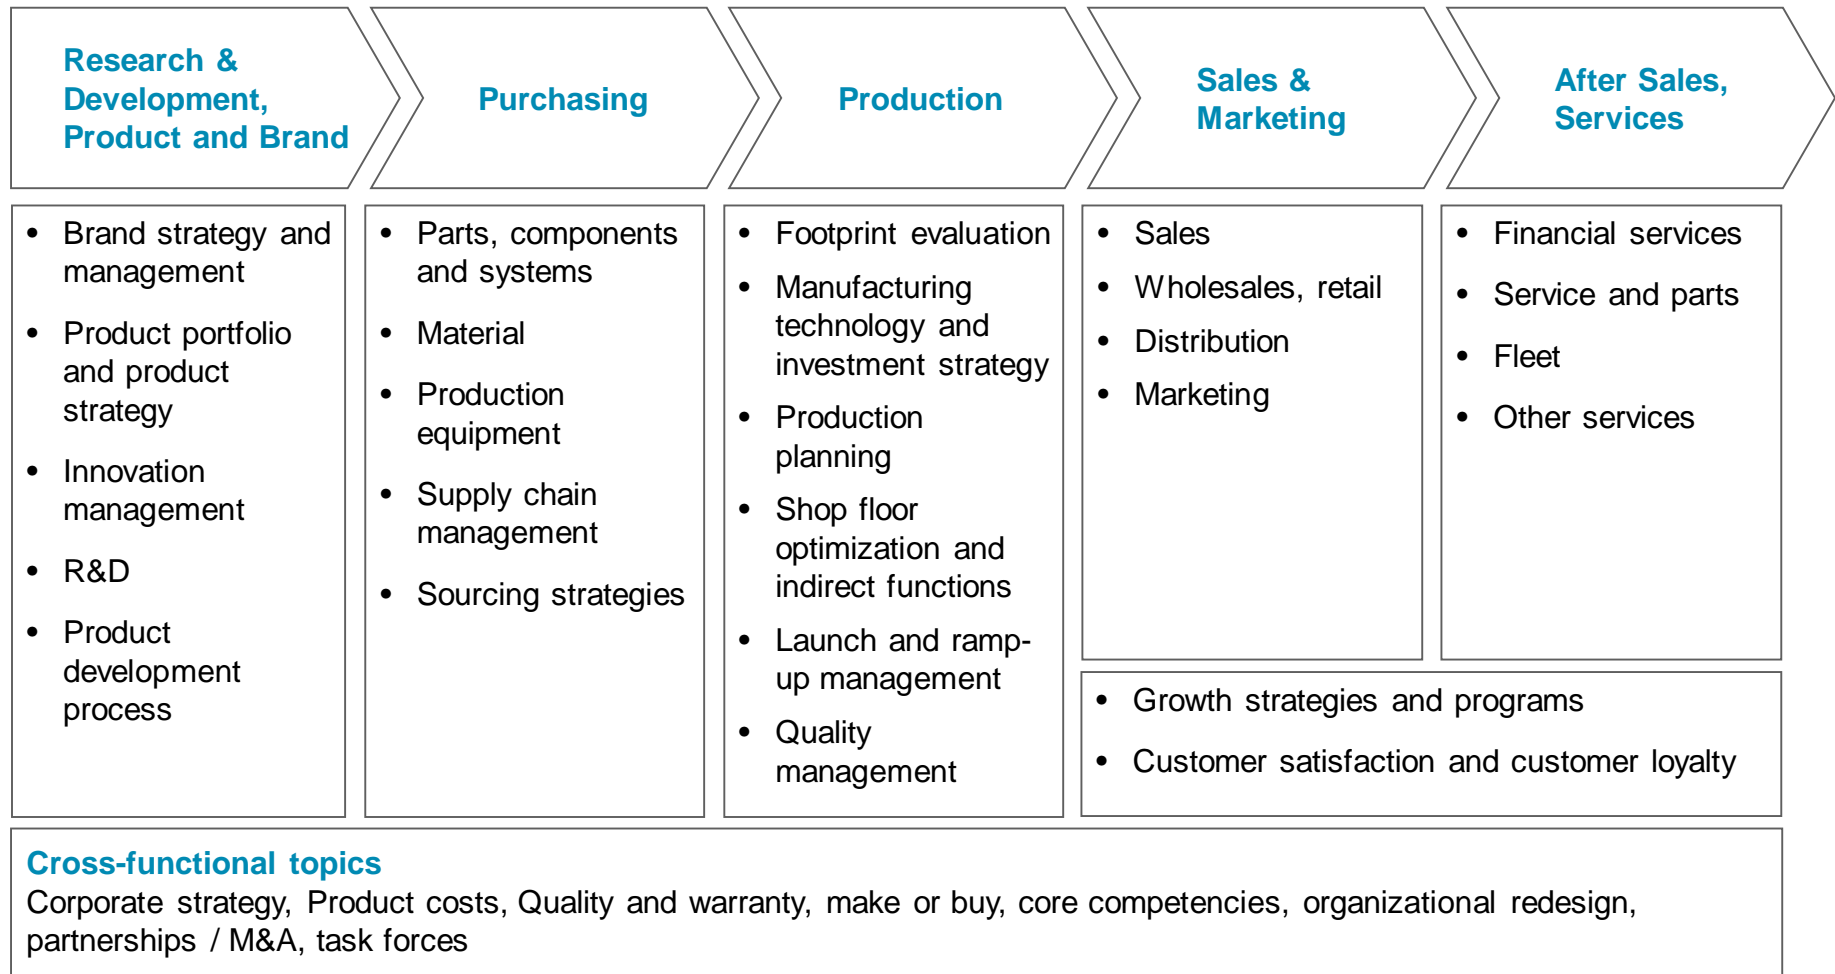 Research &
Development,
Product and Brand
Purchasing
Production
Sales &
Marketing
After Sales,
Services
• Brand strategy and
management
• Product portfolio
and product
strategy
• Innovation
management
• R&D
• Product
development
process
• Parts, components
and systems
• Material
• Production
equipment
• Supply chain
management
• Sourcing strategies
• Footprint evaluation
• Manufacturing
technology and
investment strategy
• Production
planning
• Shop floor
optimization and
indirect functions
• Launch and ramp-
up management
• Quality
management
• Sales
• Wholesales, retail
• Distribution
• Marketing
• Financial services
• Service and parts
• Fleet
• Other services
• Growth strategies and programs
• Customer satisfaction and customer loyalty
Cross-functional topics
Corporate strategy, Product costs, Quality and warranty, make or buy, core competencies, organizational redesign,
partnerships / M&A, task forces